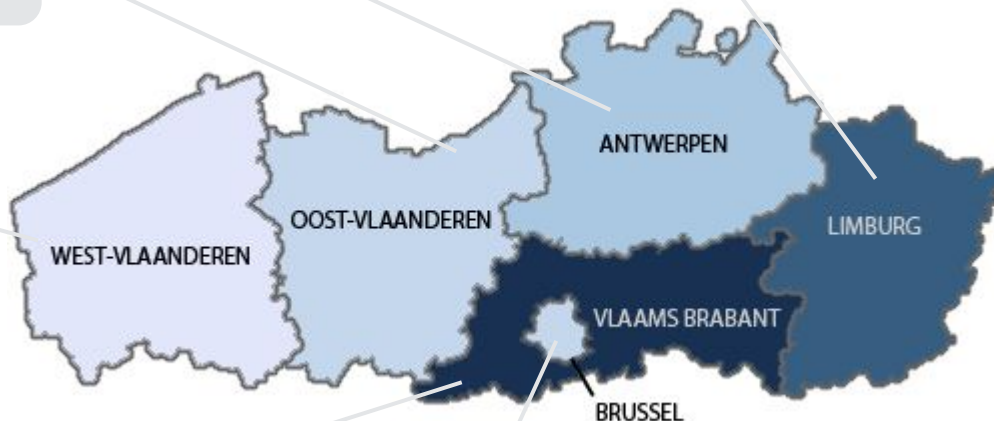 ANTWERPEN
OOST-VLAANDEREN
LIMBURG
WEST-VLAANDEREN
VLAAMS BRABANT
BRUSSEL